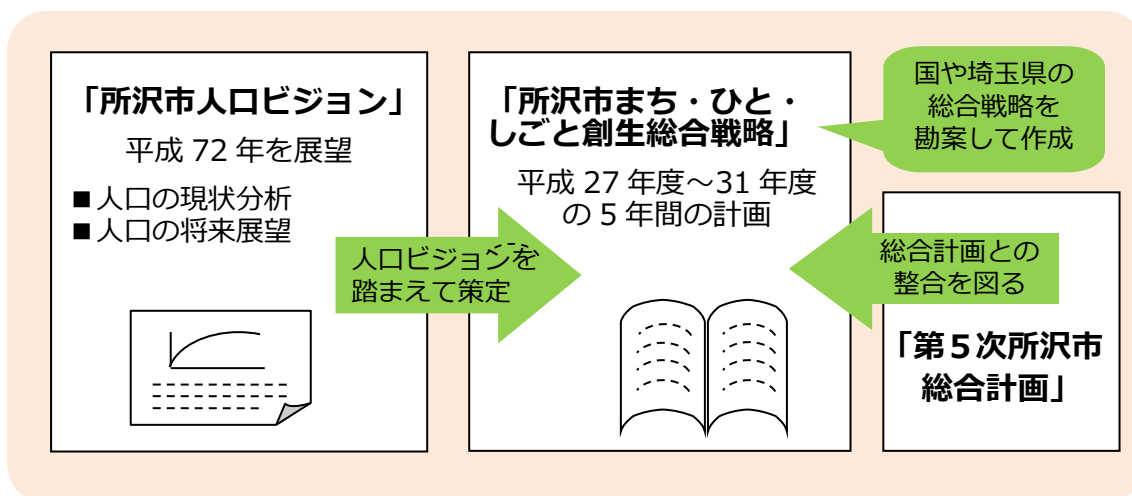 「所沢市人口ビジョン」
平成 72 年を展望
■人口の現状分析
■人口の将来展望
人口ビジョンを
踏まえて策定
「所沢市まち・ひと・
しごと創生総合戦略」
平成 27 年度～31 年度
の 5 年間の計画
国や埼玉県の
総合戦略を
勘案して作成
総合計画との
整合を図る
「第５次所沢市
総合計画」